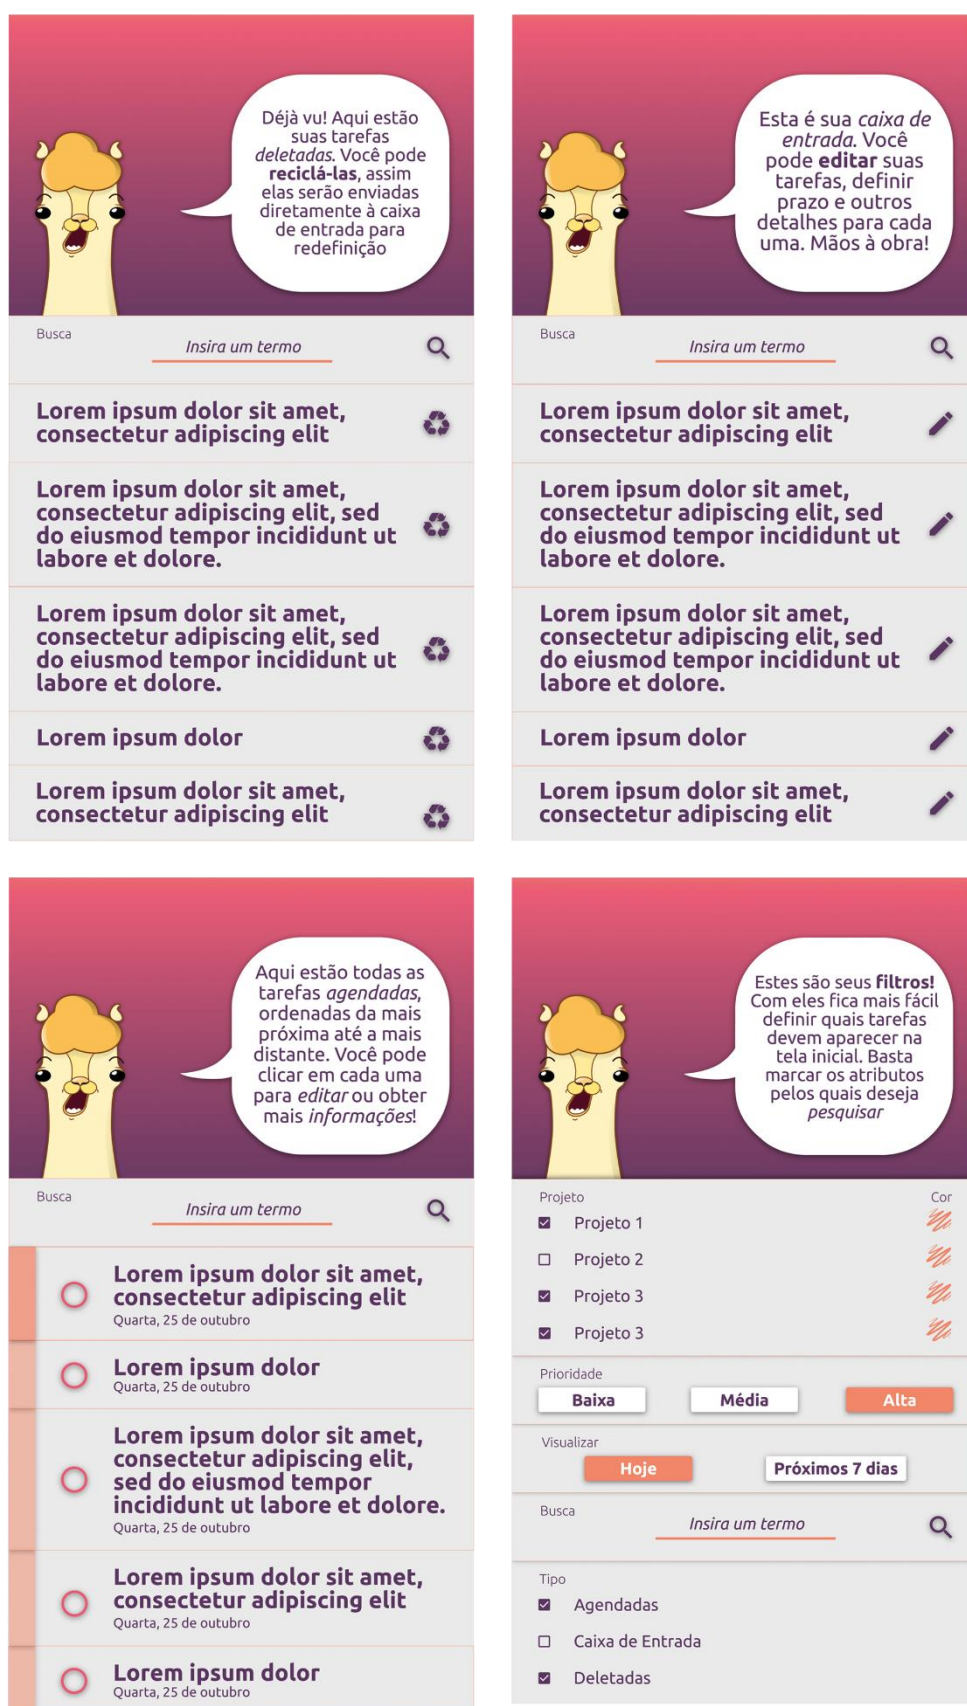 Déjà vu! Aqui estão
suas tarefas
deletadas. Você pode
reciclá-las, assim
elas serão enviadas
diretamente à caixa
de entrada para
redefinição
Busca
Insira um termo
Lorem ipsum dolor sit amet,
consectetur adipiscing elit
Lorem ipsum dolor sit amet,
consectetur adipiscing elit, sed
do eiusmod tempor incididunt ut
labore et dolore.
Lorem ipsum dolor sit amet,
consectetur adipiscing elit, sed
do eiusmod tempor incididunt ut
labore et dolore.
Lorem ipsum dolor
Lorem ipsum dolor sit amet,
consectetur adipiscing elit
Esta é sua caixa de
entrada. Você
pode editar suas
tarefas, definir
prazo e outros
detalhes para cada
uma. Mãos à obra!
Busca
Insira um termo
Lorem ipsum dolor sit amet,
consectetur adipiscing elit
Lorem ipsum dolor sit amet,
consectetur adipiscing elit, sed
do eiusmod tempor incididunt ut
labore et dolore.
Lorem ipsum dolor sit amet,
consectetur adipiscing elit, sed
do eiusmod tempor incididunt ut
labore et dolore.
Lorem ipsum dolor
Lorem ipsum dolor sit amet,
consectetur adipiscing elit
Aqui estão todas as
tarefas agendadas,
ordenadas da mais
próxima até a mais
distante. Você pode
clicar em cada uma
para editar ou obter
mais informações!
Busca
Insira um termo
Lorem ipsum dolor sit amet,
consectetur adipiscing elit
Quarta, 25 de outubro
Lorem ipsum dolor
Quarta, 25 de outubro
Lorem ipsum dolor sit amet,
consectetur adipiscing elit,
sed do eiusmod tempor
incididunt ut labore et dolore.
Quarta, 25 de outubro
Lorem ipsum dolor sit amet,
consectetur adipiscing elit
Quarta, 25 de outubro
Lorem ipsum dolor
Quarta, 25 de outubro
Estes são seus filtros!
Com eles fica mais fácil
definir quais tarefas
devem aparecer na
tela inicial. Basta
marcar os atributos
pelos quais deseja
pesquisar
Projeto Cor
Projeto 1
Projeto 2
Projeto 3
Projeto 3
Prioridade
Baixa Média Alta
Visualizar
Hoje Próximos 7 dias
Busca
Insira um termo
Tipo
Agendadas
Caixa de Entrada
Deletadas